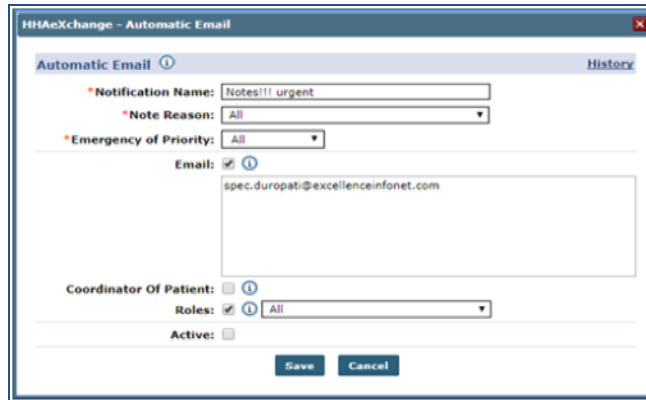 HHAeXchange - Automatic Email
Automatic Email History
*Notification Name: Notes!!! urgent
*Note Reason: All
*Emergency of Priority: All
Email:
spec.duropati@excellenceinfonet.com
Coordinator Of Patient:
Roles: All
Active:
Save Cancel